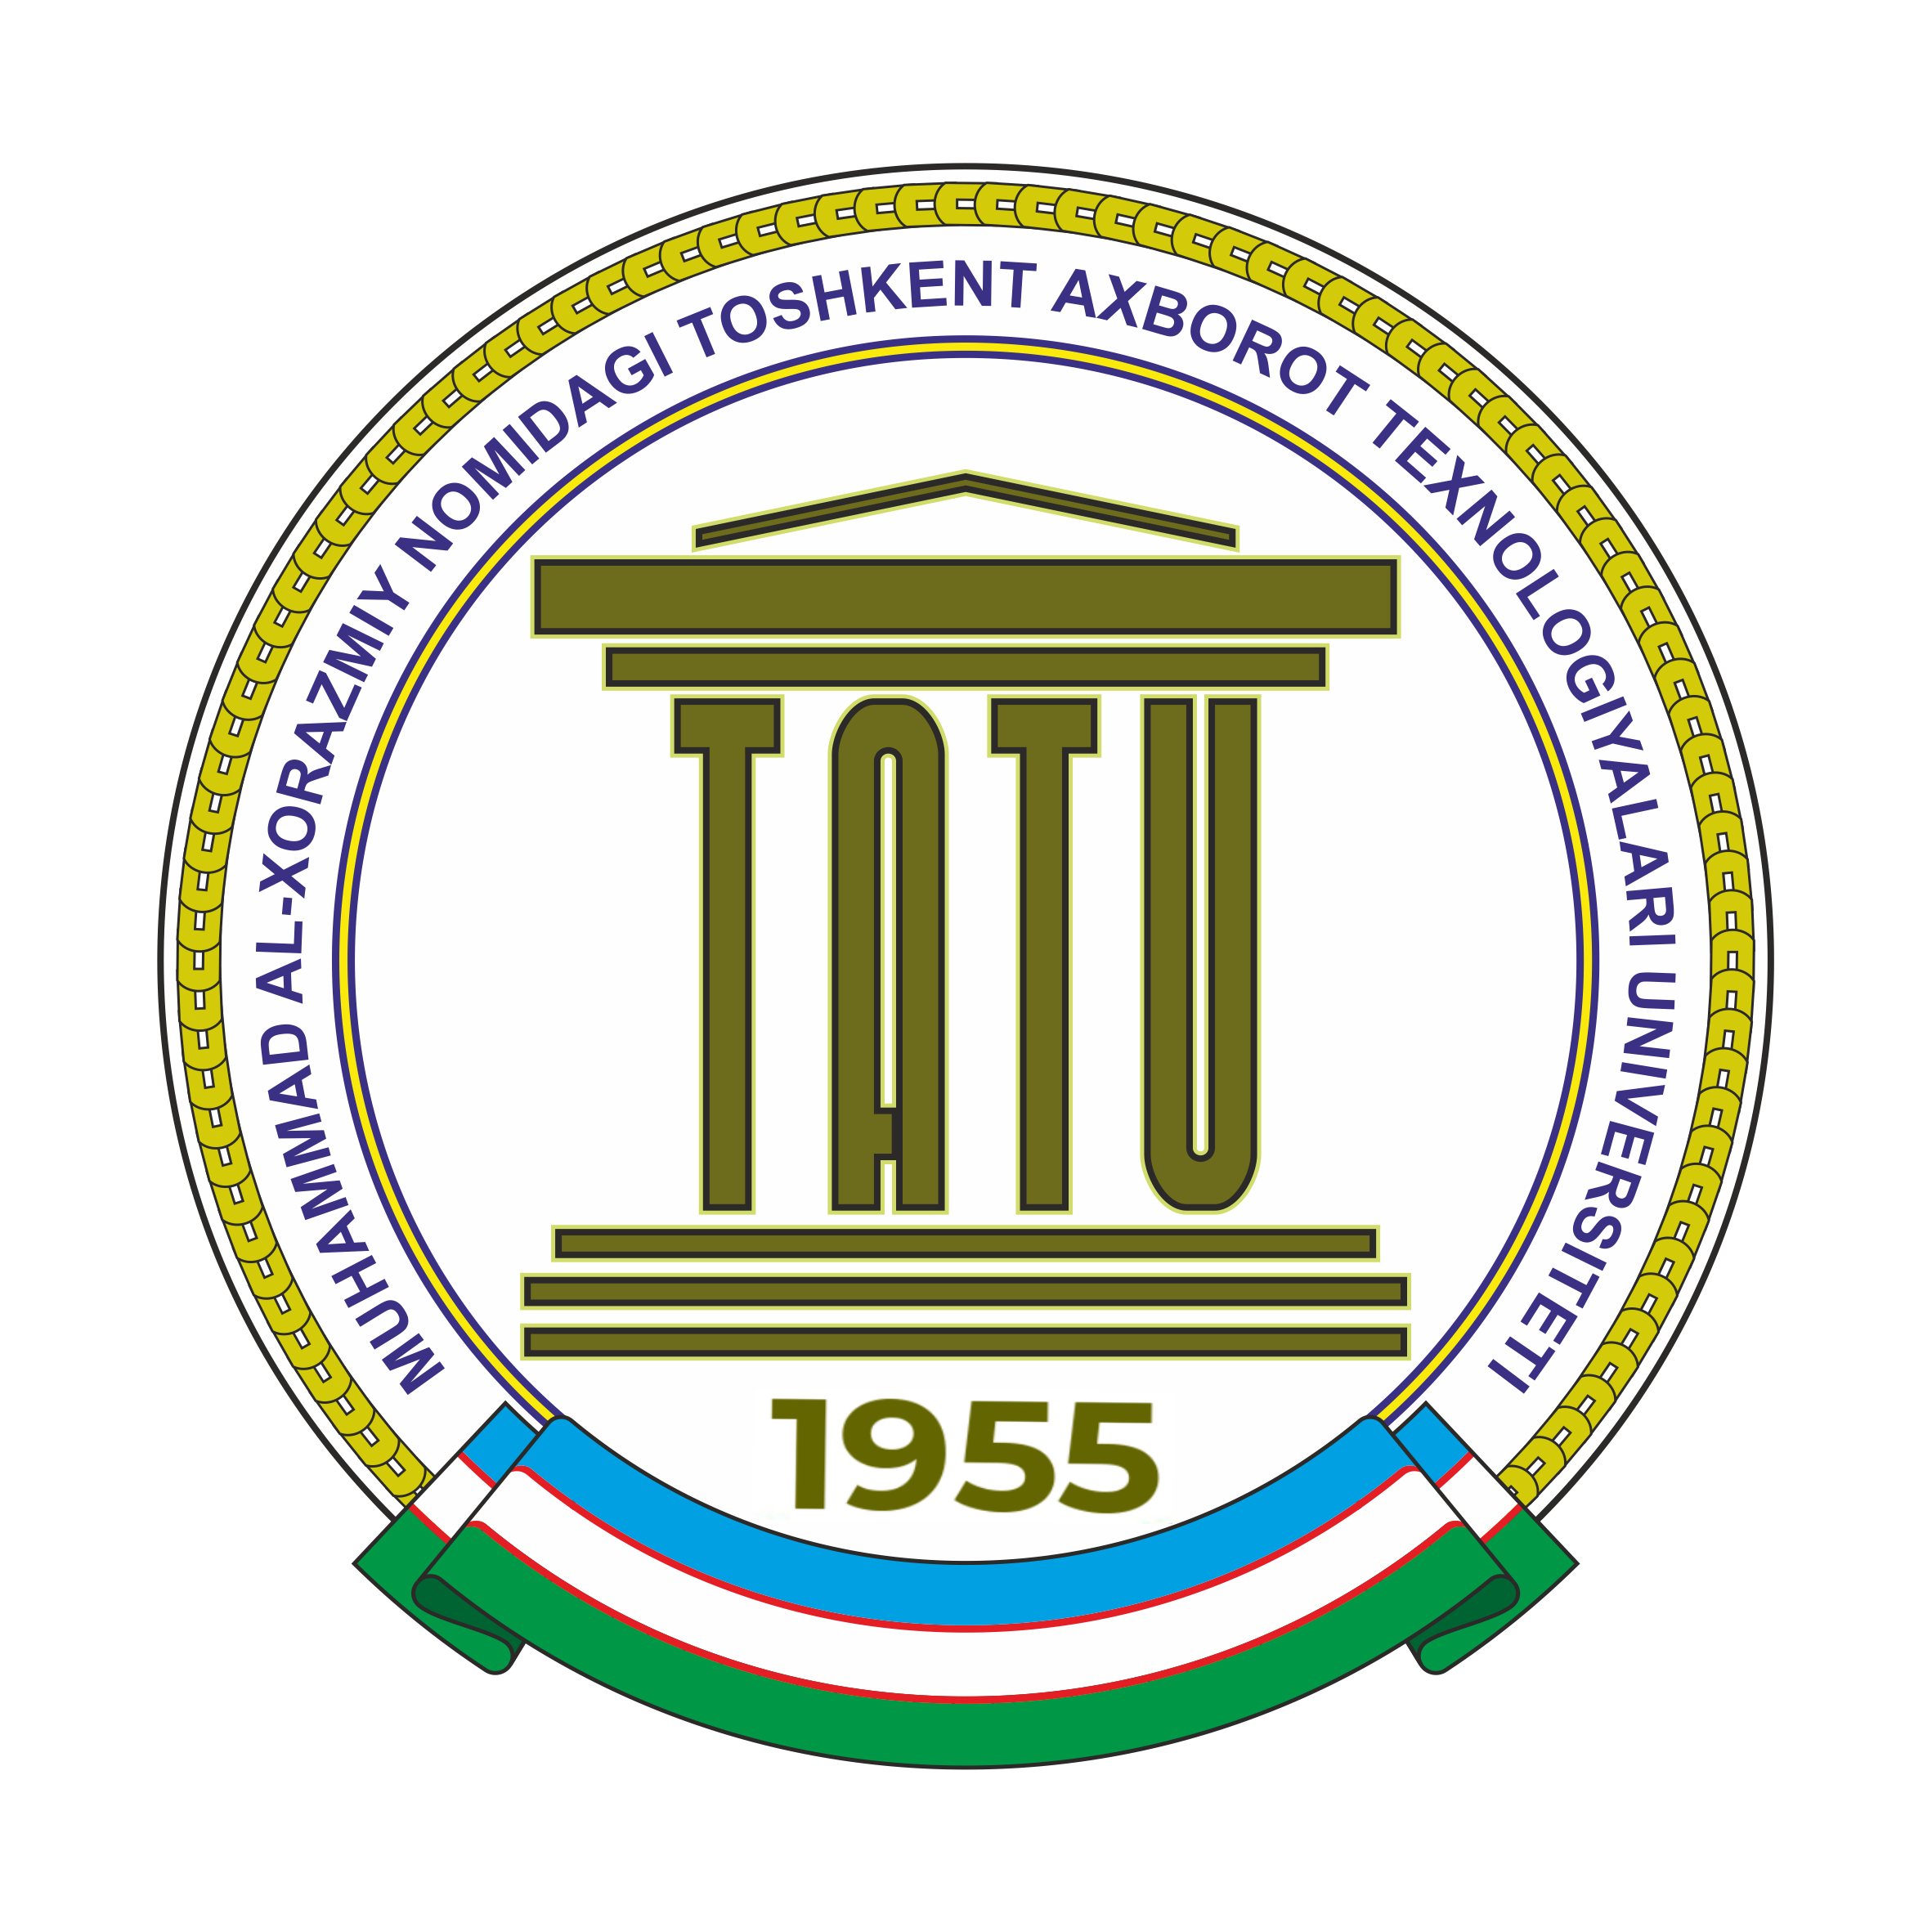 MUHAMMAD AL-XORAZMIY NOMIDAGI TOSHKENT AXBOROT TEXNOLOGIYALARI UNIVERSITETI
TATU
1955